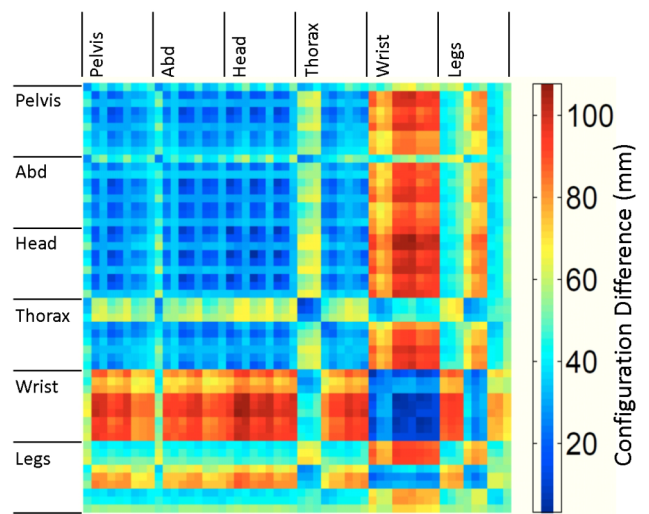 Pelvis
Abd
Head
Thorax
Wrist
Legs
Pelvis
Abd
Head
Thorax
Wrist
Legs
100
80
60
40
20
Configuration Difference (mm)